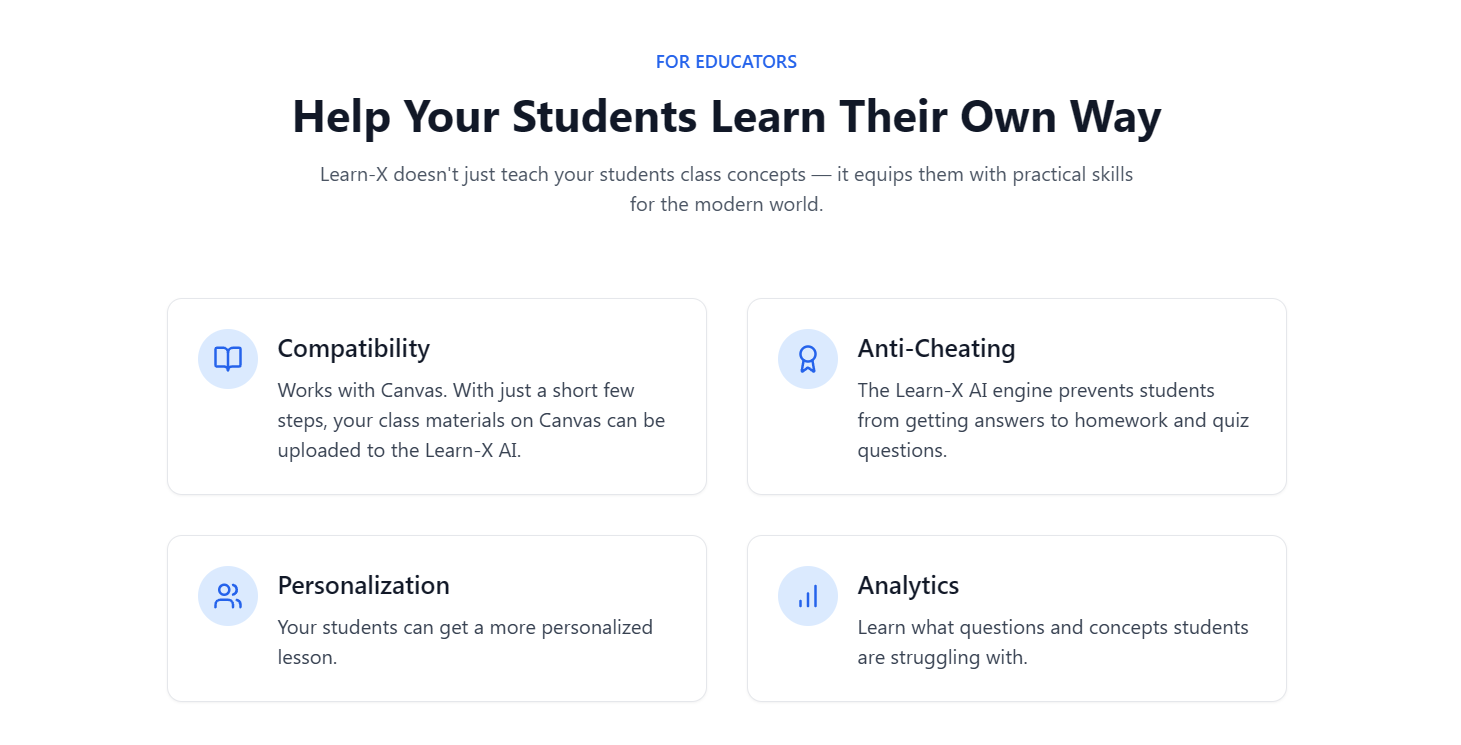 FOR EDUCATORS
Help Your Students Learn Their Own Way
Learn-X doesn't just teach your students class concepts — it equips them with practical skills
for the modern world.
Compatibility
Works with Canvas. With just a short few
steps, your class materials on Canvas can be
uploaded to the Learn-X AI.
Anti-Cheating
The Learn-X AI engine prevents students
from getting answers to homework and quiz
questions.
Personalization
Your students can get a more personalized
lesson.
Analytics
Learn what questions and concepts students
are struggling with.